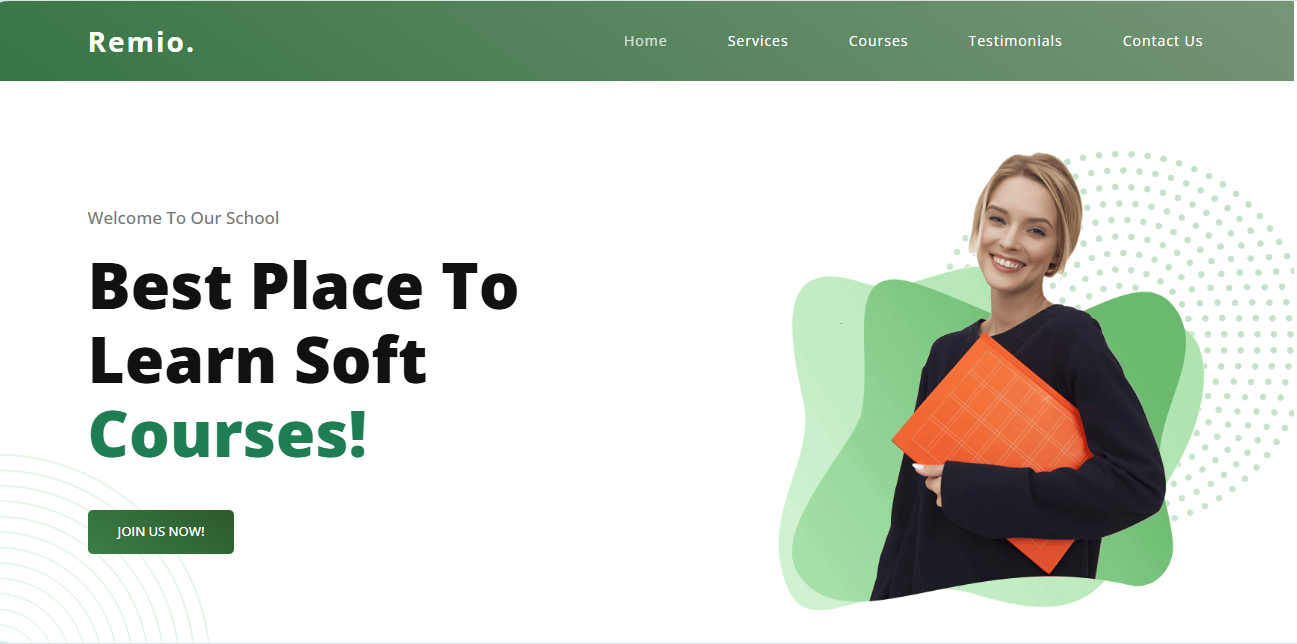 Remio.
Home Services Courses Testimonials Contact Us
Welcome To Our School
Best Place To
Learn Soft
Courses!
JOIN US NOW!